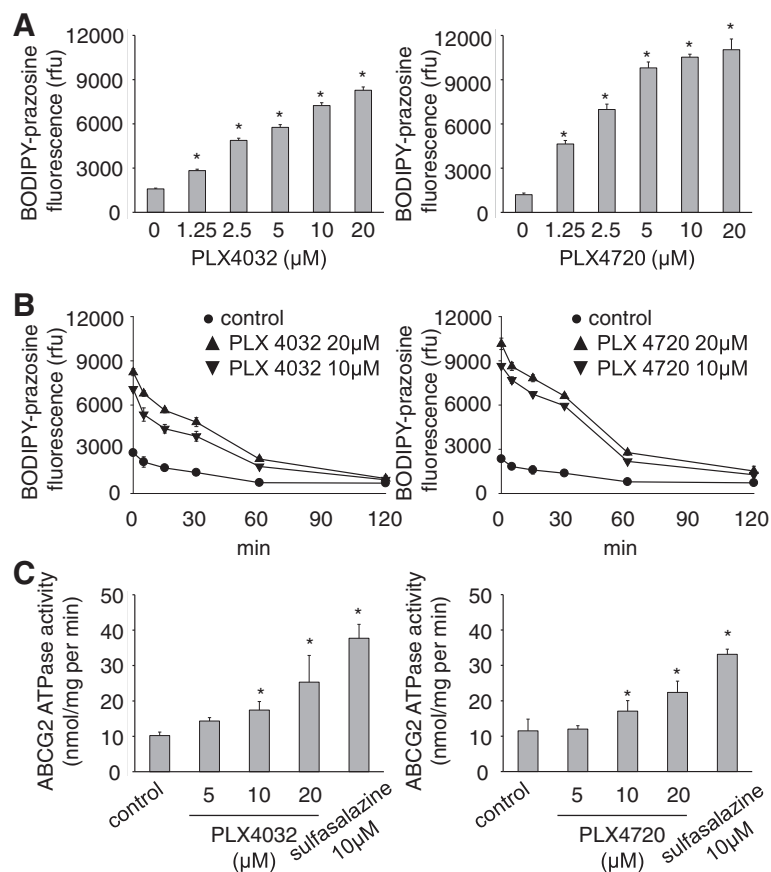 A
BODIPY-prazosine
fluorescence (rfu)
12000
9000
6000
3000
0
*
*
*
*
*
0 1.25 2.5 5 10 20
PLX4032 (µM)
BODIPY-prazosine
fluorescence (rfu)
12000
9000
6000
3000
0
*
*
*
*
*
0 1.25 2.5 5 10 20
PLX4720 (µM)
B
BODIPY-prazosine
fluorescence (rfu)
12000
9000
6000
3000
0
control
PLX 4032 20µM
PLX 4032 10µM
0 30 60 90 120
min
BODIPY-prazosine
fluorescence (rfu)
12000
9000
6000
3000
0
control
PLX 4720 20µM
PLX 4720 10µM
0 30 60 90 120
min
C
ABCG2 ATPase activity
(nmol/mg per min)
50
40
30
20
10
0
*
*
*
control
5 10 20
PLX4032
(µM)
sulfasalazine
10µM
ABCG2 ATPase activity
(nmol/mg per min)
50
40
30
20
10
0
*
*
*
control
5 10 20
PLX4720
(µM)
sulfasalazine
10µM